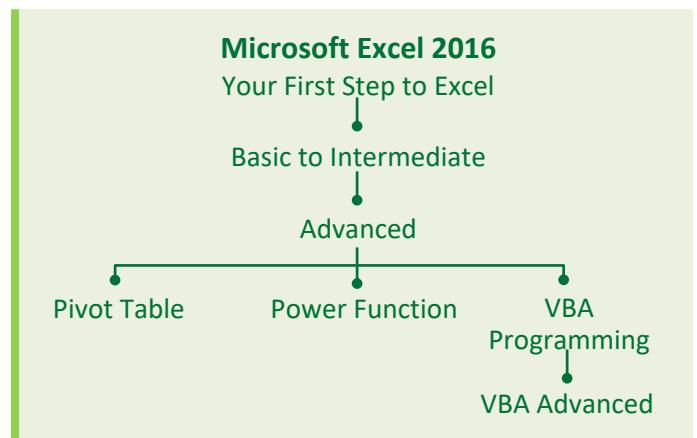 Microsoft Excel 2016
Your First Step to Excel
Basic to Intermediate
Advanced
Pivot Table
Power Function
VBA
Programming
VBA Advanced